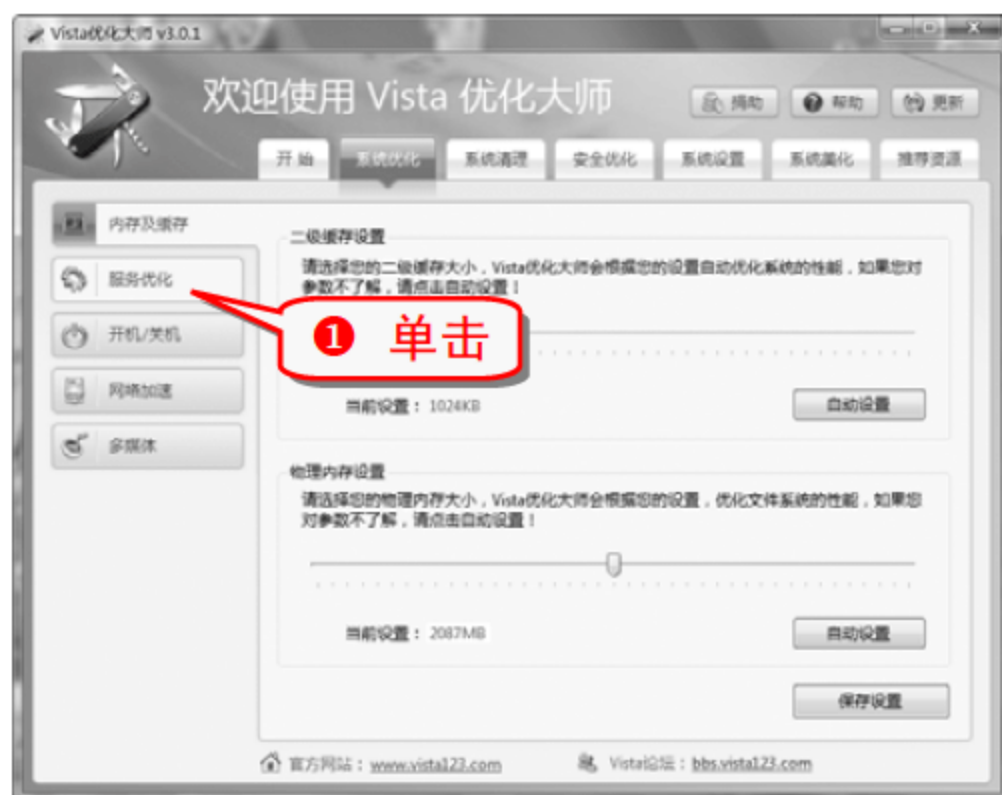 Vista优化大师 v3.0.1
欢迎使用 Vista 优化大师
捐助
帮助
更新
开始
系统优化
系统清理
安全优化
系统设置
系统美化
推荐资源
内存及缓存
服务优化
开机/关机
网络加速
多媒体
二级缓存设置
请选择您的二级缓存大小，Vista优化大师会根据您的设置自动优化系统的性能，如果您对
参数不了解，请点击自动设置！
❶ 单击
当前设置：1024KB
自动设置
物理内存设置
请选择您的物理内存大小，Vista优化大师会根据您的设置，优化文件系统的性能，如果您
对参数不了解，请点击自动设置！
当前设置：2087MB
自动设置
保存设置
官方网站：www.vista123.com
Vista论坛：bbs.vista123.com